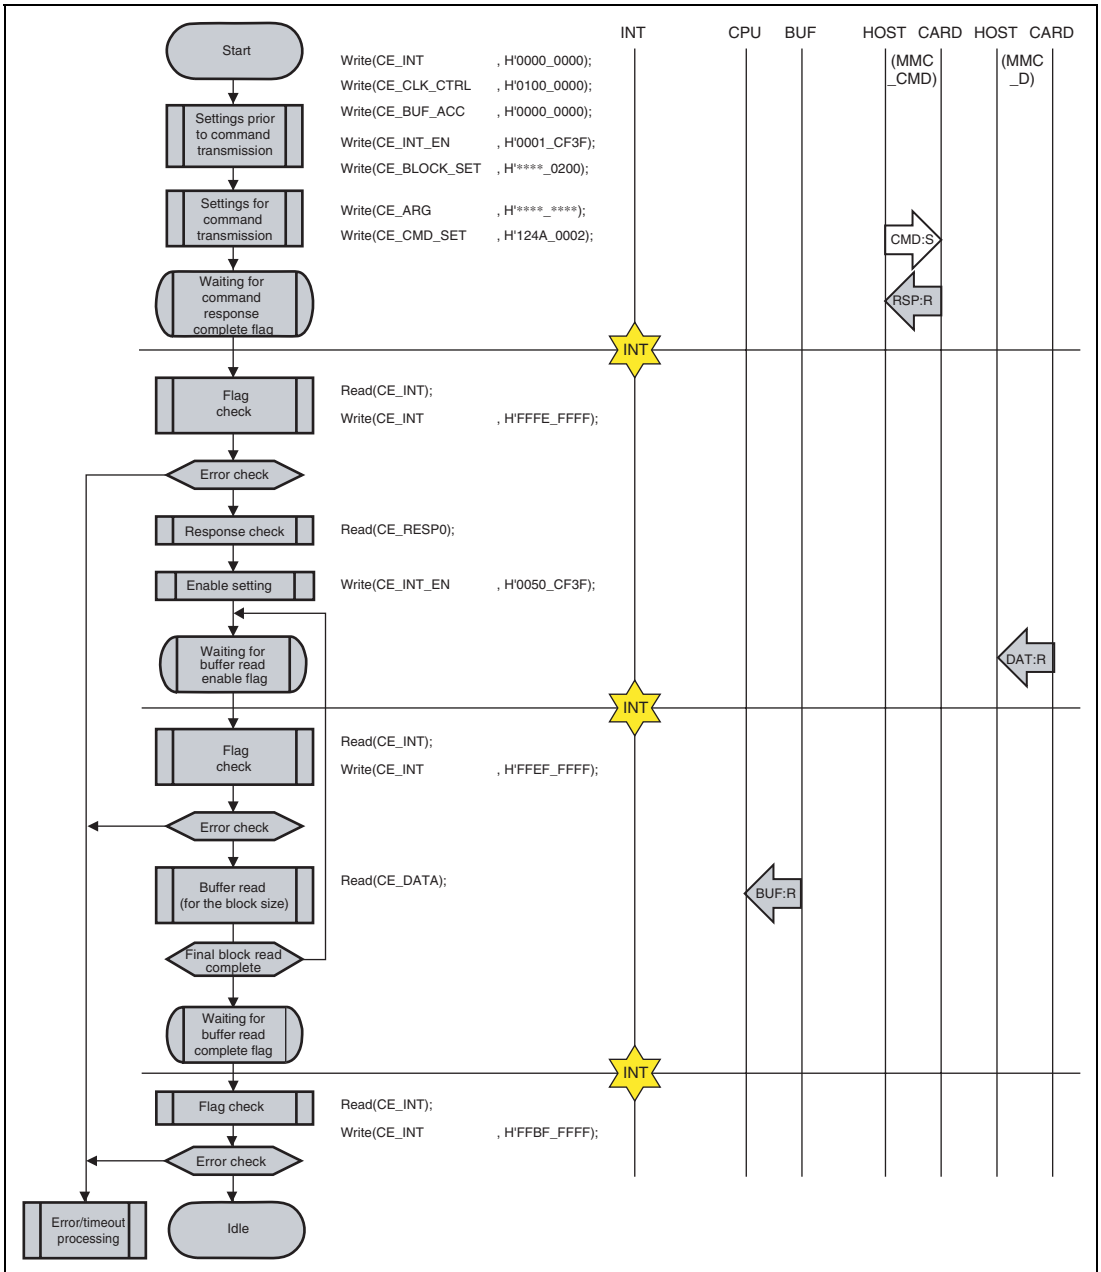 INT CPU BUF HOST CARD HOST CARD
(MMC
_CMD)
(MMC
_D)
Start
Write(CE_INT , H'0000_0000);
Write(CE_CLK_CTRL , H'0100_0000);
Write(CE_BUF_ACC , H'0000_0000);
Settings prior
to command
transmission
Write(CE_INT_EN , H'0001_CF3F);
Write(CE_BLOCK_SET , H'****_0200);
Settings for
command
transmission
Write(CE_ARG , H'****_****);
Write(CE_CMD_SET , H'124A_0002);
CMD:S
Waiting for
command
response
complete flag
RSP:R
INT
Flag
check
Read(CE_INT);
Write(CE_INT , H'FFFE_FFFF);
Error check
Response check
Read(CE_RESP0);
Enable setting
Write(CE_INT_EN , H'0050_CF3F);
Waiting for
buffer read
enable flag
DAT:R
INT
Flag
check
Read(CE_INT);
Write(CE_INT , H'FFEF_FFFF);
Error check
Buffer read
(for the block size)
Read(CE_DATA);
BUF:R
Final block read
complete
Waiting for
buffer read
complete flag
INT
Flag check
Read(CE_INT);
Write(CE_INT , H'FFBF_FFFF);
Error check
Error/timeout
processing
Idle